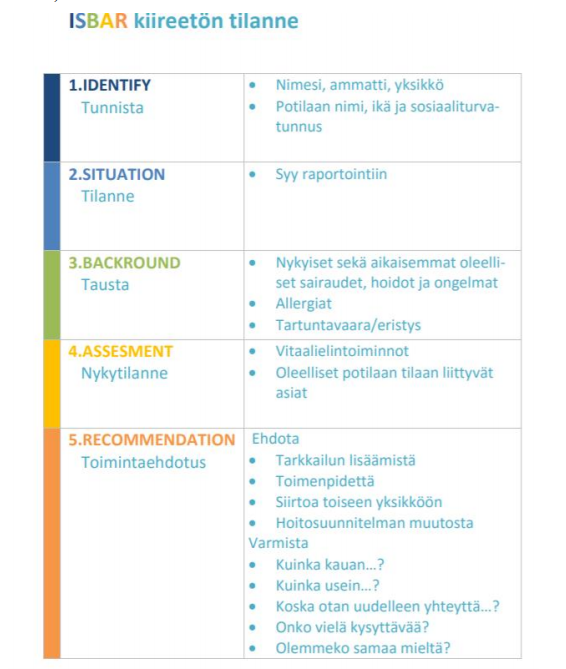 ISBAR kiireetön tilanne
1.IDENTIFY
Tunnista
• Nimesi, ammatti, yksikkö
• Potilaan nimi, ikä ja sosiaaliturva-
tunnus
2.SITUATION
Tilanne
• Syy raportointiin
3.BACKROUND
Tausta
• Nykyiset sekä aikaisemmat oleelli-
set sairaudet, hoidot ja ongelmat
• Allergiat
• Tartuntavaara/eristys
4.ASSESMENT
Nykytilanne
• Vitaalielintoiminnot
• Oleelliset potilaan tilaan liittyvät
asiat
5.RECOMMENDATION
Toimintaehdotus
Ehdota
• Tarkkailun lisäämistä
• Toimenpidettä
• Siirtoa toiseen yksikköön
• Hoitosuunnitelman muutosta
Varmista
• Kuinka kauan…?
• Kuinka usein…?
• Koska otan uudelleen yhteyttä…?
• Onko vielä kysyttävää?
• Olemmeko samaa mieltä?